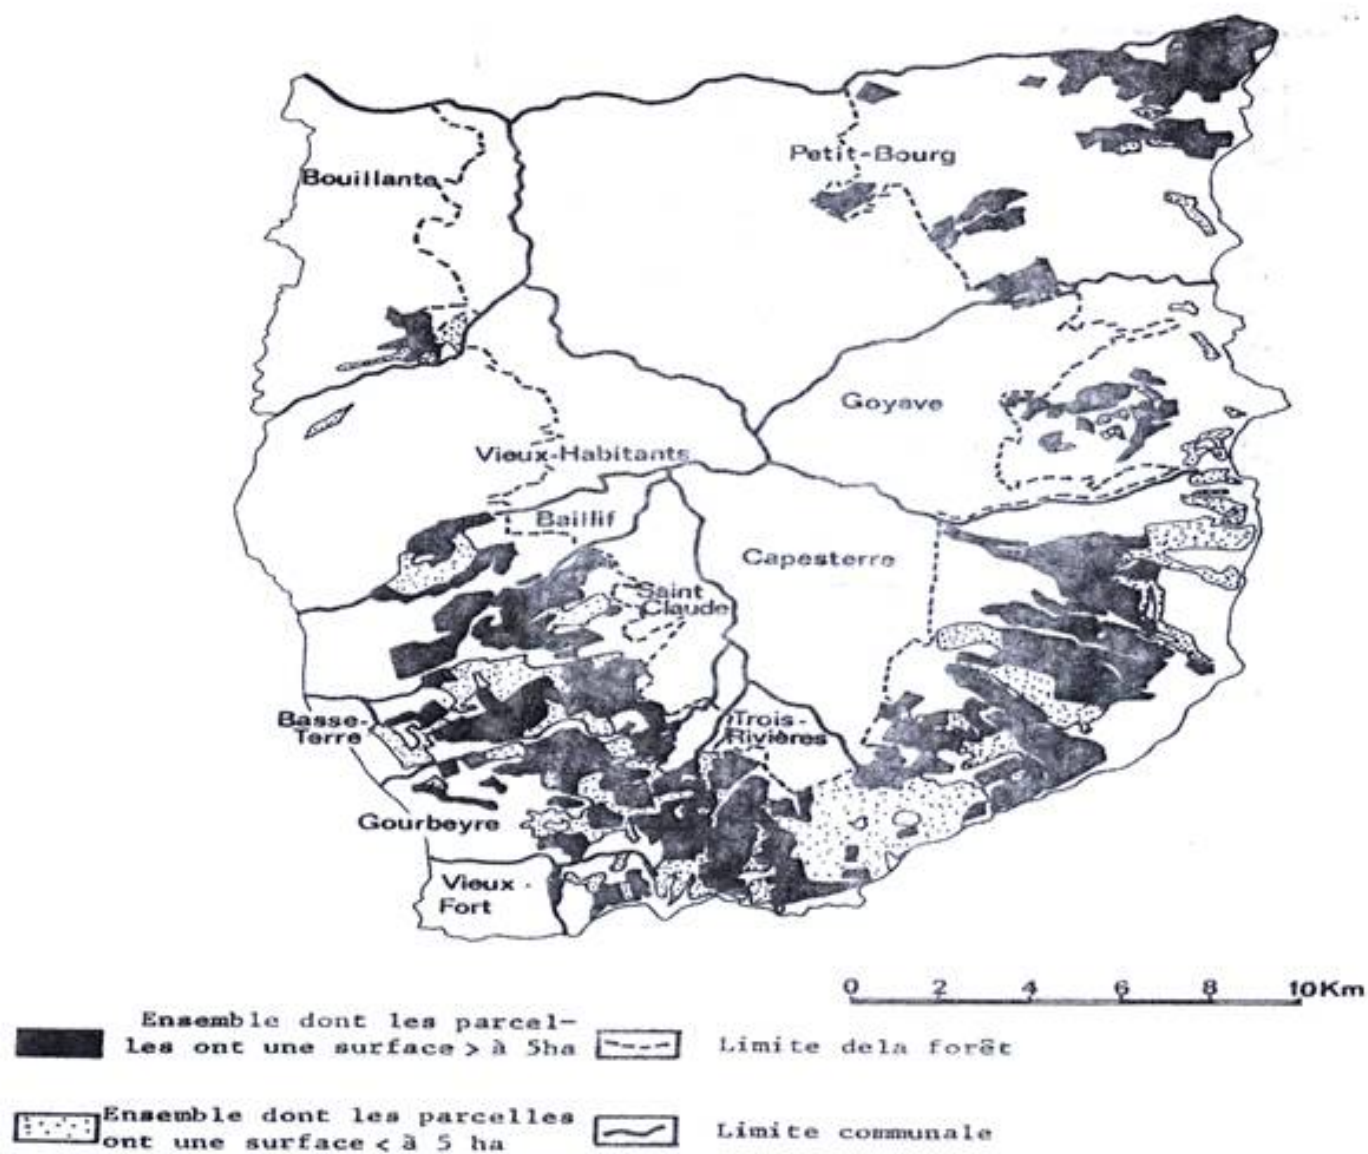 Petit-Bourg
Bouillante
Goyave
Vieux-Habitants
Baillif
Capesterre
Saint
Claude
Basse-
Terre
Trois-
Rivières
Gourbeyre
Vieux-
Fort
0 2 4 6 8 10Km
Ensemble dont les parcel-
les ont une surface > à 5ha
Limite dela forêt
Ensemble dont les parcelles
ont une surface < à 5 ha
Limite communale